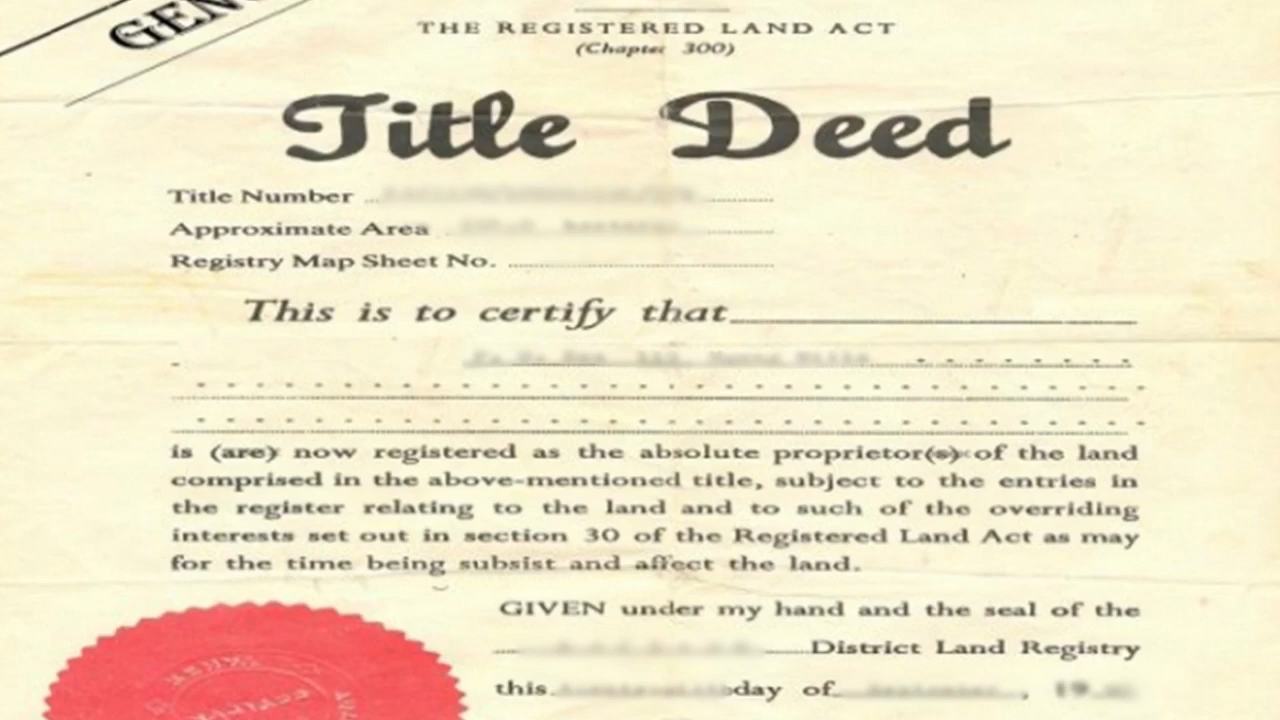 THE REGISTERED LAND ACT
(Chapter 300)
Title Deed
Title Number
Approximate Area
Registry Map Sheet No.
This is to certify that
is (are) now registered as the absolute proprietor(s) of the land
comprised in the above-mentioned title, subject to the entries in
the register relating to the land and to such of the overriding
interests set out in section 30 of the Registered Land Act as may
for the time being subsist and affect the land.
GIVEN under my hand and the seal of the
District Land Registry
this day of , 19